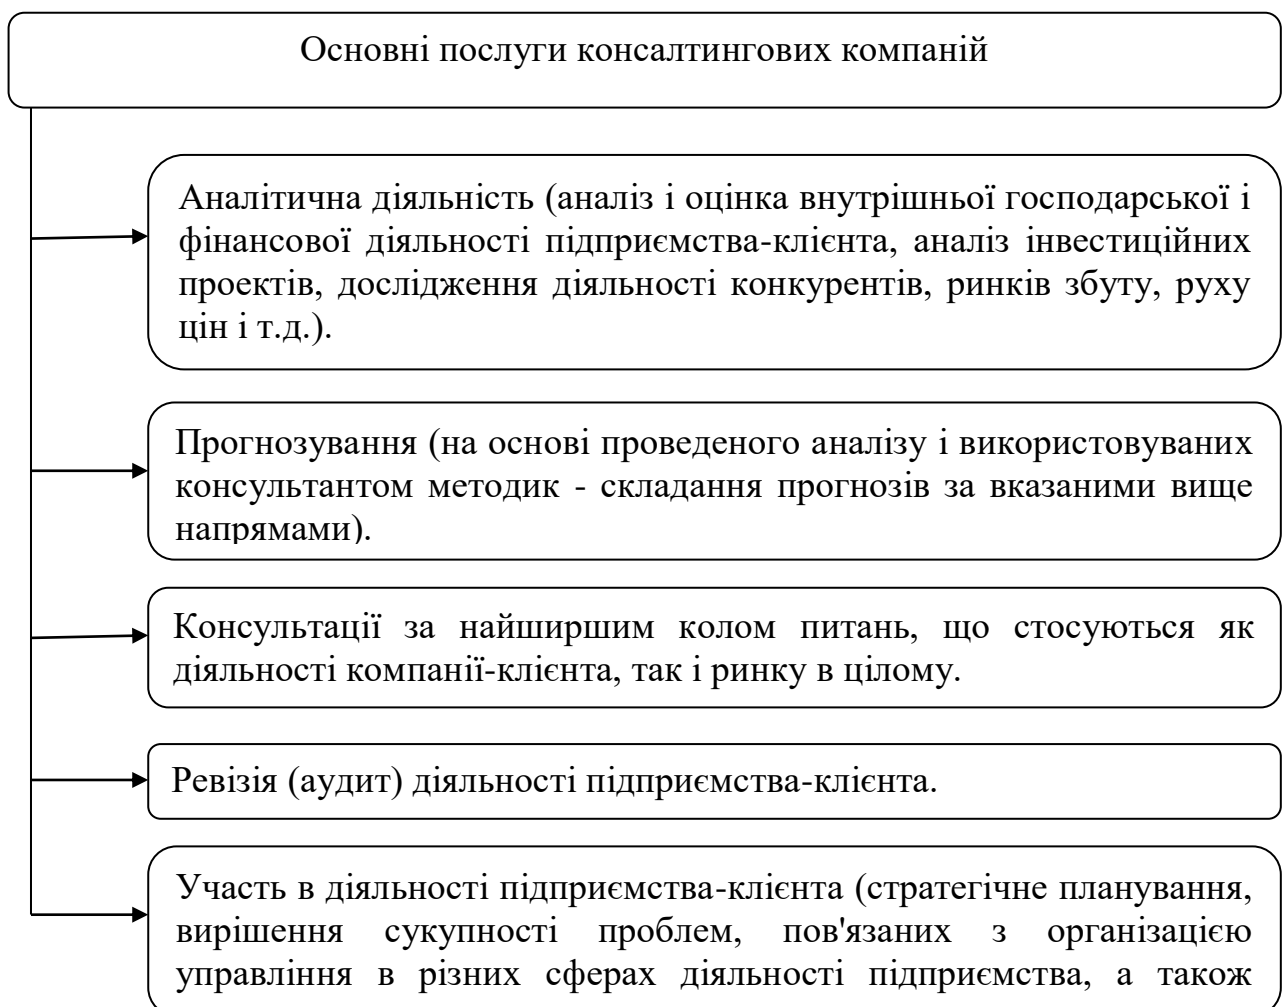 Основні послуги консалтингових компаній
Аналітична діяльність (аналіз і оцінка внутрішньої господарської і
фінансової діяльності підприємства-клієнта, аналіз інвестиційних
проектів, дослідження діяльності конкурентів, ринків збуту, руху
цін і т.д.).
Прогнозування (на основі проведеного аналізу і використовуваних
консультантом методик - складання прогнозів за вказаними вище
напрямами).
Консультації за найширшим колом питань, що стосуються як
діяльності компанії-клієнта, так і ринку в цілому.
Ревізія (аудит) діяльності підприємства-клієнта.
Участь в діяльності підприємства-клієнта (стратегічне планування,
вирішення сукупності проблем, пов'язаних з організацією
управління в різних сферах діяльності підприємства, а також